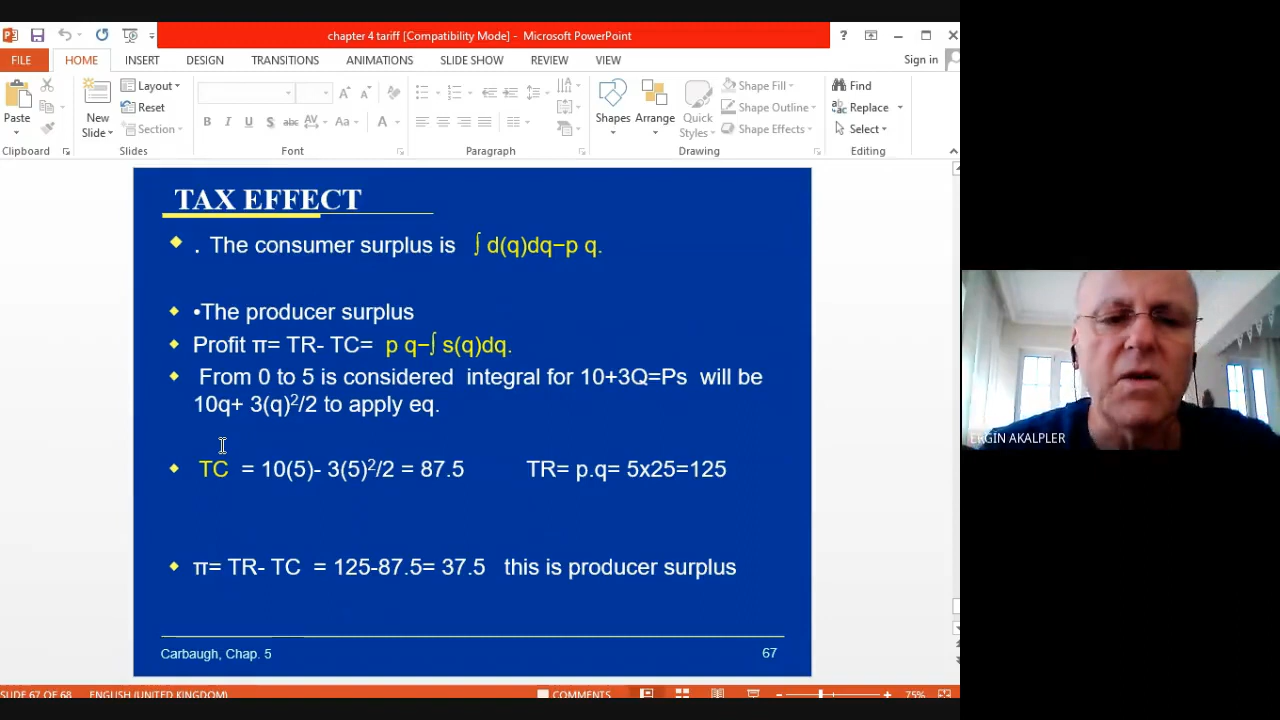 chapter 4 tariff [Compatibility Mode] - Microsoft PowerPoint
?
FILE HOME INSERT DESIGN TRANSITIONS ANIMATIONS SLIDE SHOW REVIEW VIEW Sign in
Paste
New
Slide
Layout
Reset
Section
B I U S abc AV Aa A
Shapes
Arrange
Quick
Styles
Shape Fill
Shape Outline
Shape Effects
Find
Replace
Select
Clipboard Slides Font Paragraph Drawing Editing
TAX EFFECT
. The consumer surplus is ∫ d(q)dq−p q.
•The producer surplus
Profit π= TR- TC= p q−∫ s(q)dq.
From 0 to 5 is considered integral for 10+3Q=Ps will be
10q+ 3(q)²/2 to apply eq.
TC = 10(5)- 3(5)²/2 = 87.5 TR= p.q= 5x25=125
π= TR- TC = 125-87.5= 37.5 this is producer surplus
Carbaugh, Chap. 5 67
ERGİN AKALPLER
SLIDE 67 OF 68 ENGLISH (UNITED KINGDOM) COMMENTS 75%